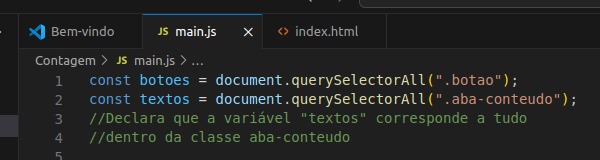 Bem-vindo
JS main.js ×
<> index.html
Contagem > JS main.js > ...
1 const botoes = document.querySelectorAll(".botao");
2 const textos = document.querySelectorAll(".aba-conteudo");
3 //Declara que a variável "textos" corresponde a tudo
4 //dentro da classe aba-conteudo
5